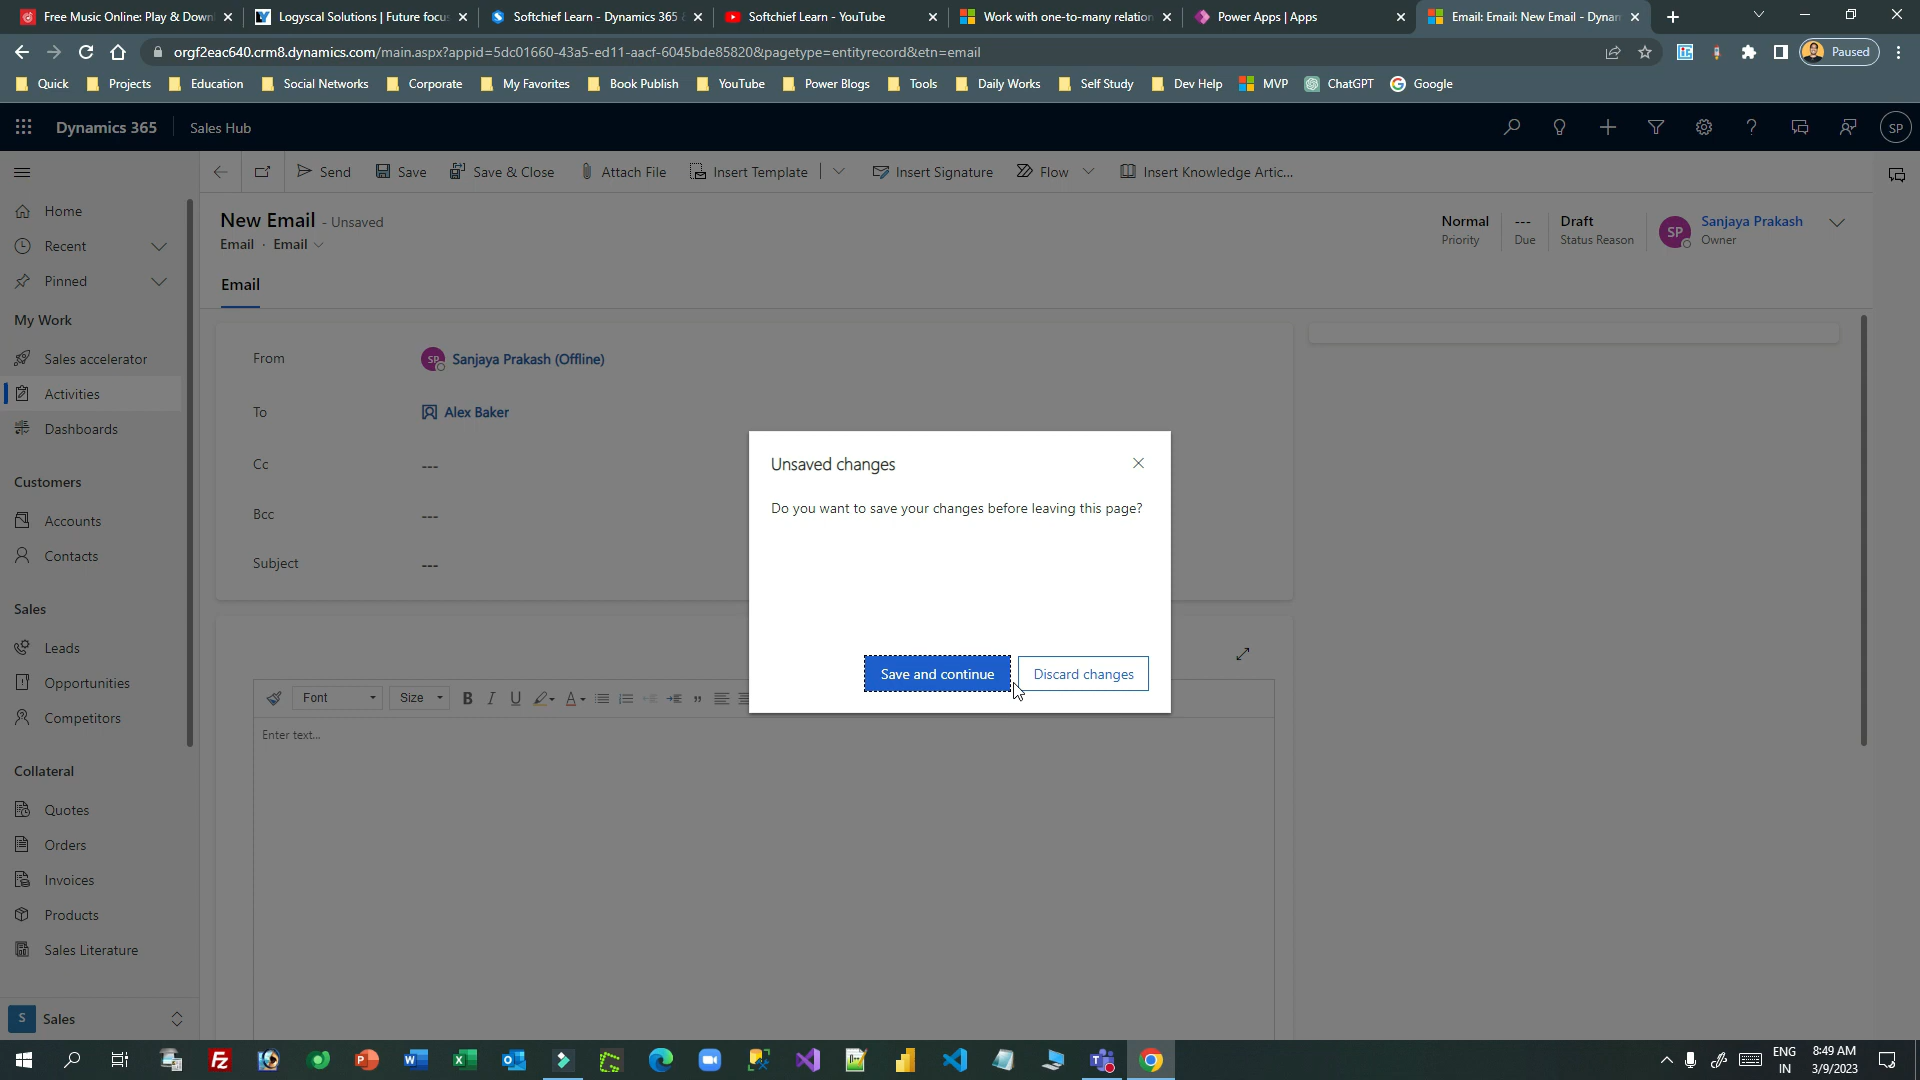 Free Music Online: Play & Down
Logyscal Solutions | Future focus
Softchief Learn - Dynamics 365
Softchief Learn - YouTube
Work with one-to-many relation
Power Apps | Apps
Email: Email: New Email - Dynam
orgf2eac640.crm8.dynamics.com/main.aspx?appid=5dc01660-43a5-ed11-aacf-6045bde85820&pagetype=entityrecord&etn=email
Paused
Quick
Projects
Education
Social Networks
Corporate
My Favorites
Book Publish
YouTube
Power Blogs
Tools
Daily Works
Self Study
Dev Help
MVP
ChatGPT
Google
Dynamics 365
Sales Hub
SP
Send
Save
Save & Close
Attach File
Insert Template
Insert Signature
Flow
Insert Knowledge Artic...
Home
Recent
Pinned
My Work
Sales accelerator
Activities
Dashboards
Customers
Accounts
Contacts
Sales
Leads
Opportunities
Competitors
Collateral
Quotes
Orders
Invoices
Products
Sales Literature
S
Sales
New Email - Unsaved
Email · Email
Normal
Priority
---
Due
Draft
Status Reason
SP
Sanjaya Prakash
Owner
Email
From
SP
Sanjaya Prakash (Offline)
To
Alex Baker
Cc
---
Bcc
---
Subject
---
Unsaved changes
Do you want to save your changes before leaving this page?
Save and continue
Discard changes
Font
Size
B
I
U
A
Enter text...
ENG
IN
8:49 AM
3/9/2023